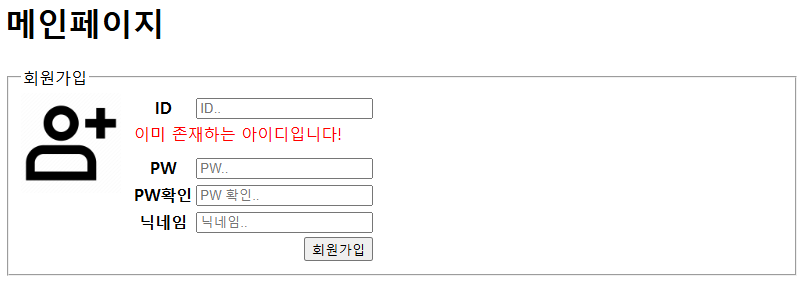 메인페이지
회원가입
ID ID..
이미 존재하는 아이디입니다!
PW PW..
PW확인 PW 확인..
닉네임 닉네임..
회원가입